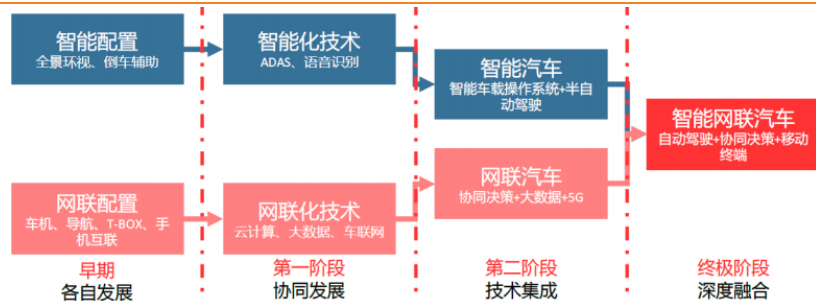 智能配置
全景环视、倒车辅助
智能化技术
ADAS、语音识别
智能汽车
智能车载操作系统+半自
动驾驶
智能网联汽车
自动驾驶+协同决策+移动
终端
网联配置
车机、导航、T-BOX、手
机互联
网联化技术
云计算、大数据、车联网
网联汽车
协同决策+大数据+5G
早期
各自发展
第一阶段
协同发展
第二阶段
技术集成
终极阶段
深度融合